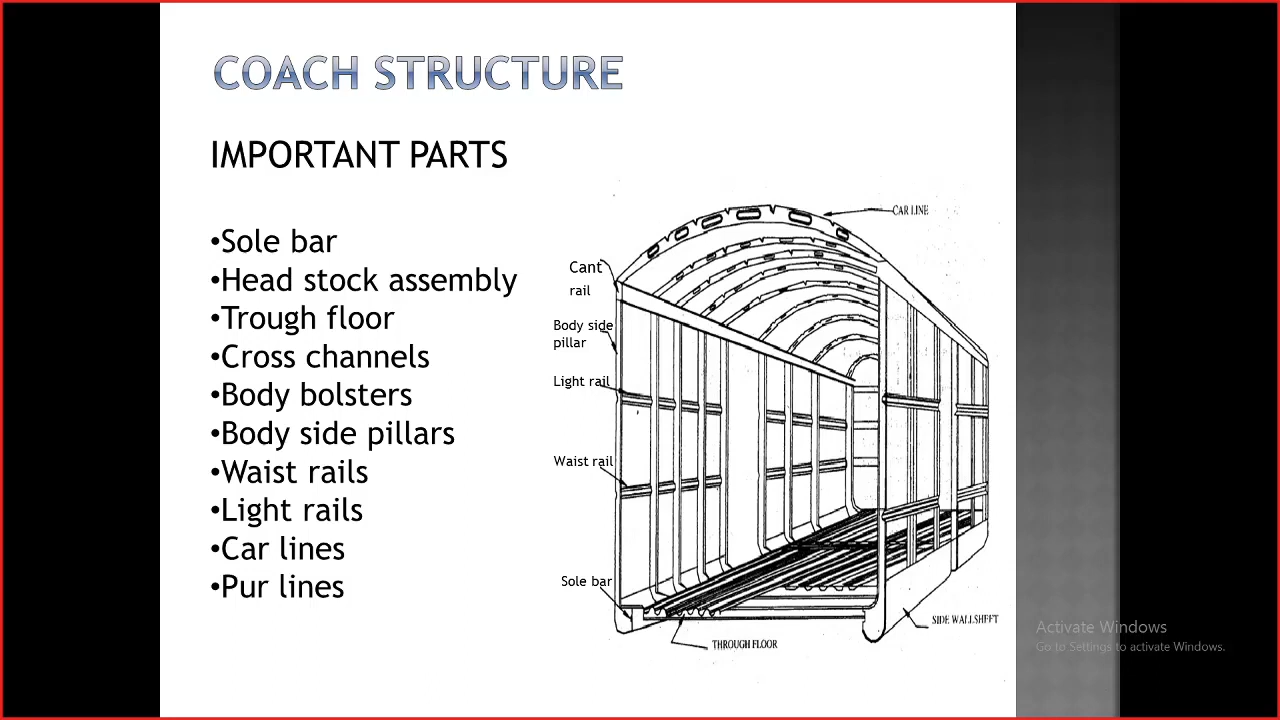 COACH STRUCTURE
IMPORTANT PARTS
•Sole bar
•Head stock assembly
•Trough floor
•Cross channels
•Body bolsters
•Body side pillars
•Waist rails
•Light rails
•Car lines
•Pur lines
CAR LINE
Cant
rail
Body side
pillar
Light rail
Waist rail
Sole bar
SIDE WALLSHEET
THROUGH FLOOR
Activate Windows
Go to Settings to activate Windows.